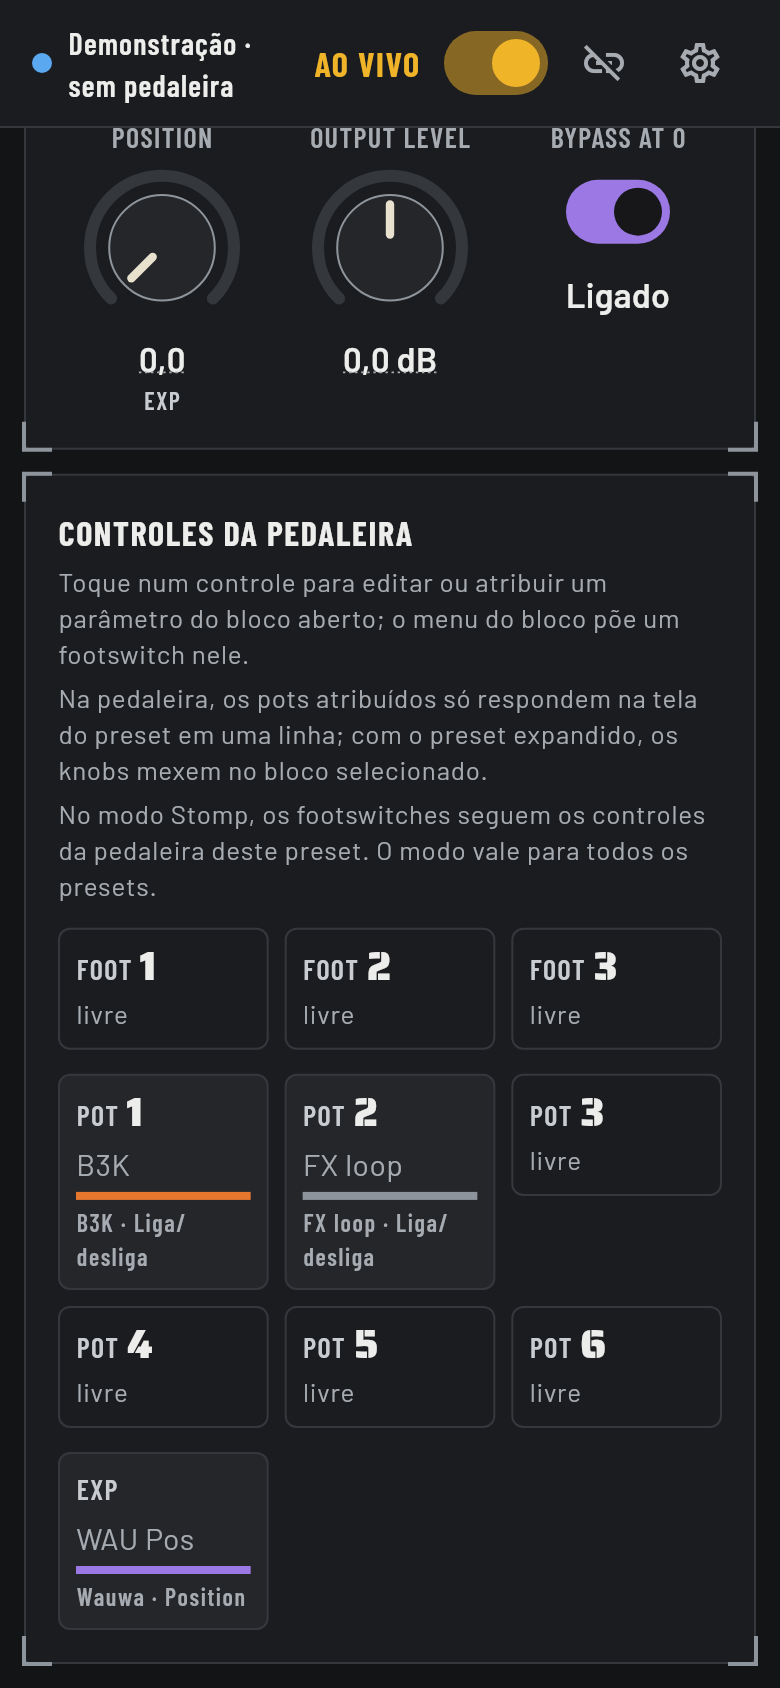 Demonstração ·
sem pedaleira
AO VIVO
POSITION
OUTPUT LEVEL
BYPASS AT 0
Ligado
0,0
0,0 dB
EXP
CONTROLES DA PEDALEIRA
Toque num controle para editar ou atribuir um
parâmetro do bloco aberto; o menu do bloco põe um
footswitch nele.
Na pedaleira, os pots atribuídos só respondem na tela
do preset em uma linha; com o preset expandido, os
knobs mexem no bloco selecionado.
No modo Stomp, os footswitches seguem os controles
da pedaleira deste preset. O modo vale para todos os
presets.
FOOT 1
livre
FOOT 2
livre
FOOT 3
livre
POT 1
B3K
B3K · Liga/
desliga
POT 2
FX loop
FX loop · Liga/
desliga
POT 3
livre
POT 4
livre
POT 5
livre
POT 6
livre
EXP
WAU Pos
Wauwa · Position